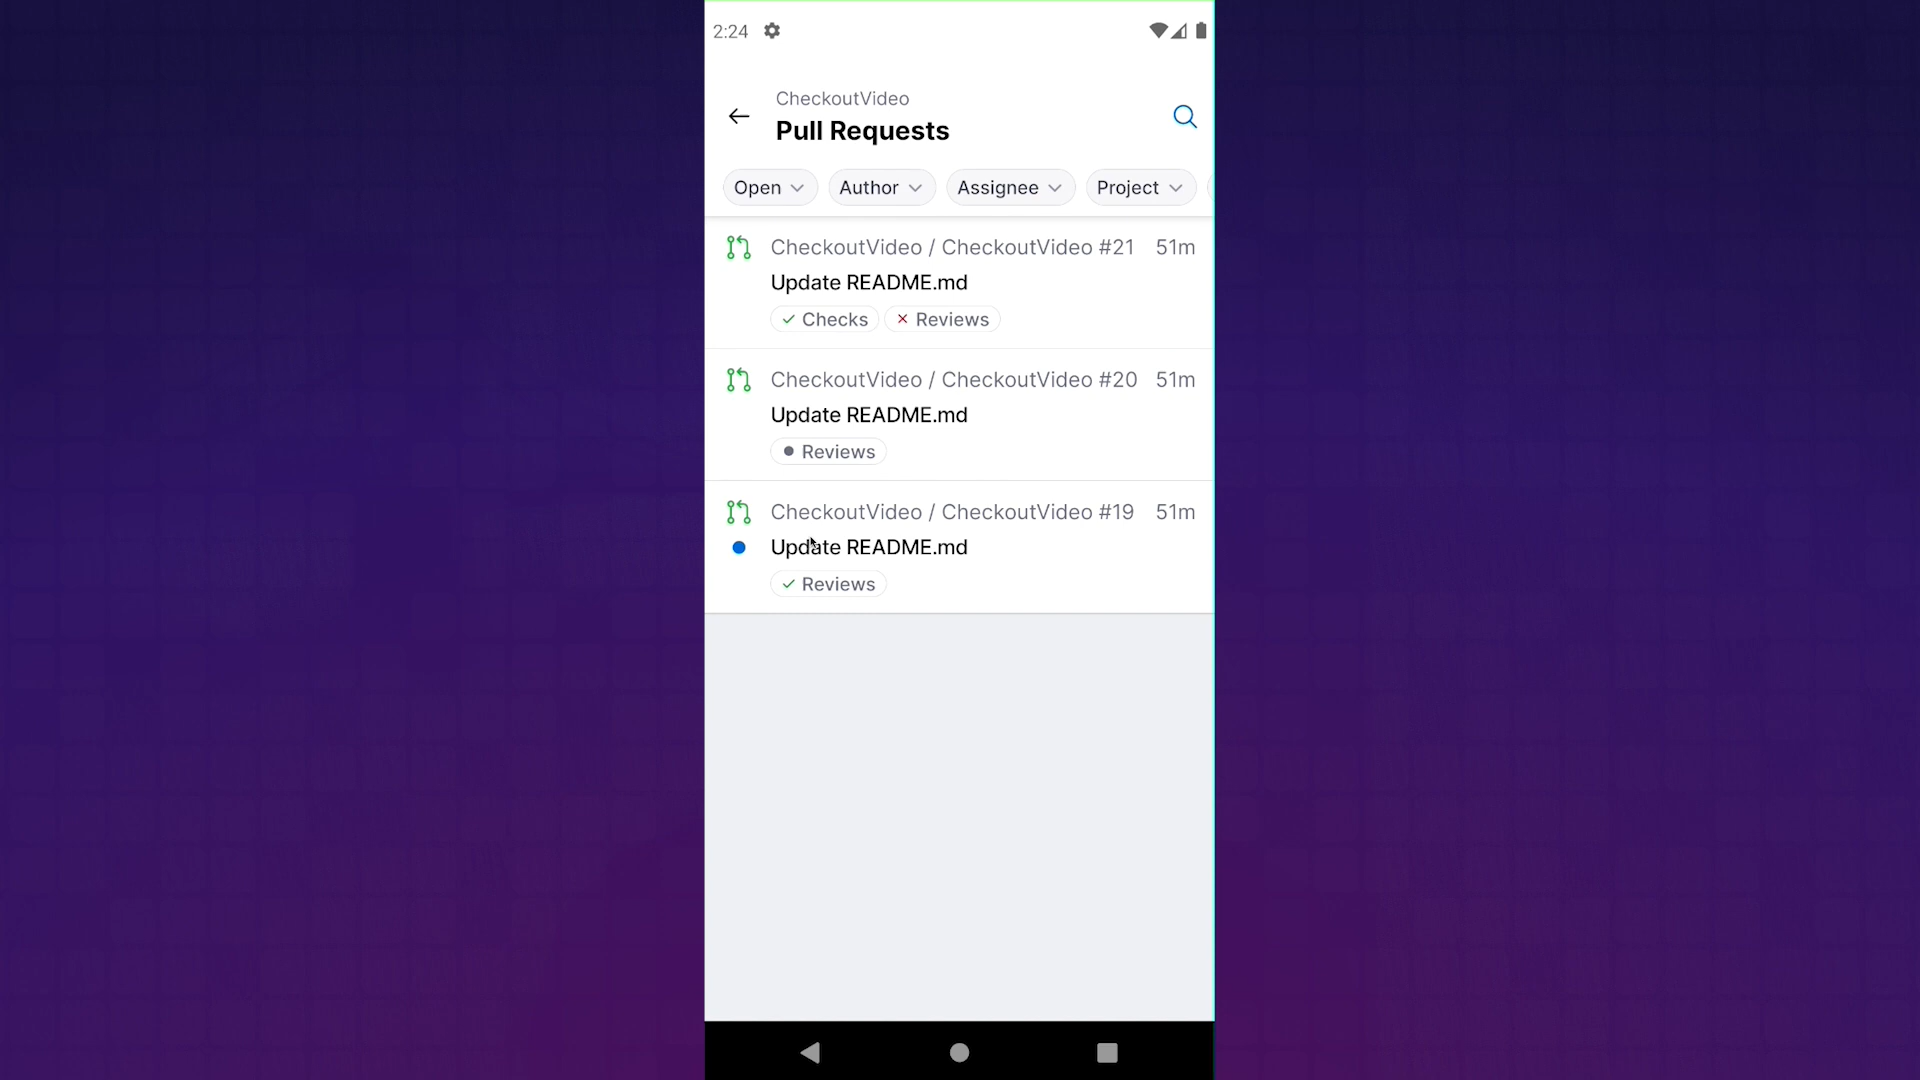 2:24
CheckoutVideo
Pull Requests
Open Author Assignee Project
CheckoutVideo / CheckoutVideo #21 51m
Update README.md
Checks Reviews
CheckoutVideo / CheckoutVideo #20 51m
Update README.md
Reviews
CheckoutVideo / CheckoutVideo #19 51m
Update README.md
Reviews